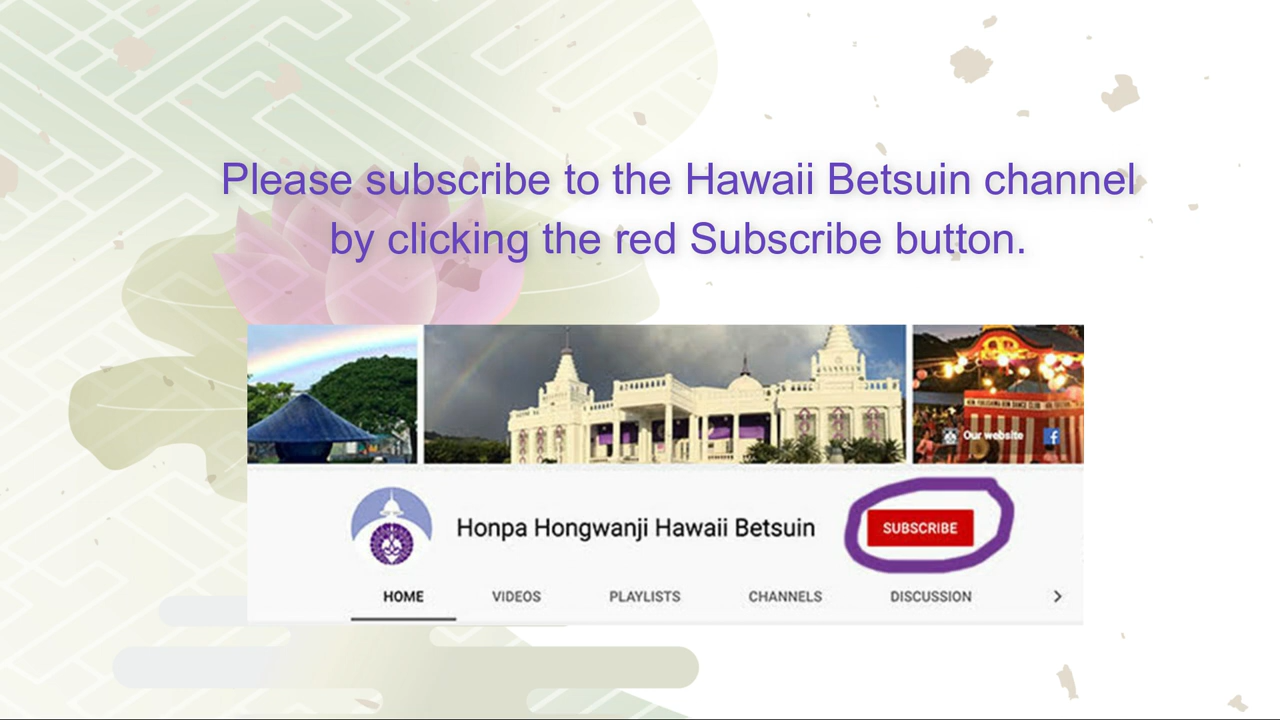 Please subscribe to the Hawaii Betsuin channel
by clicking the red Subscribe button.
Our website
Honpa Hongwanji Hawaii Betsuin
SUBSCRIBE
HOME VIDEOS PLAYLISTS CHANNELS DISCUSSION